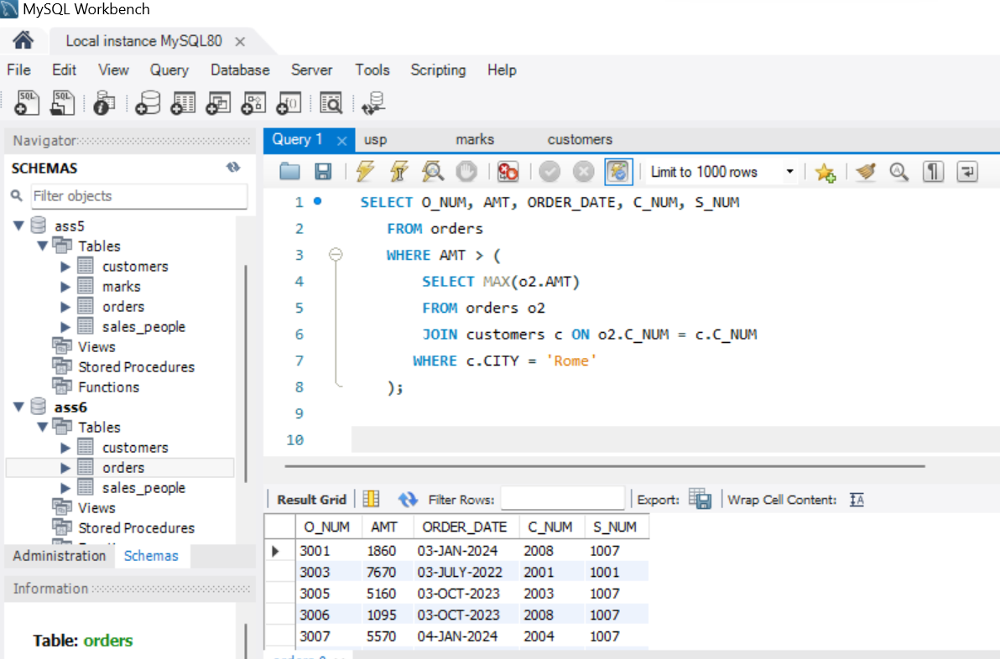 MySQL Workbench
Local instance MySQL80
File Edit View Query Database Server Tools Scripting Help
Navigator
SCHEMAS
Filter objects
ass5
Tables
customers
marks
orders
sales_people
Views
Stored Procedures
Functions
ass6
Tables
customers
orders
sales_people
Views
Stored Procedures
Administration Schemas
Information
Table: orders
Query 1 usp marks customers
Limit to 1000 rows
1 SELECT O_NUM, AMT, ORDER_DATE, C_NUM, S_NUM
2 FROM orders
3 WHERE AMT > (
4 SELECT MAX(o2.AMT)
5 FROM orders o2
6 JOIN customers c ON o2.C_NUM = c.C_NUM
7 WHERE c.CITY = 'Rome'
8 );
9
10
Result Grid Filter Rows: Export: Wrap Cell Content:
O_NUM AMT ORDER_DATE C_NUM S_NUM
3001 1860 03-JAN-2024 2008 1007
3003 7670 03-JULY-2022 2001 1001
3005 5160 03-OCT-2023 2003 1007
3006 1095 03-OCT-2023 2008 1007
3007 5570 04-JAN-2024 2004 1007